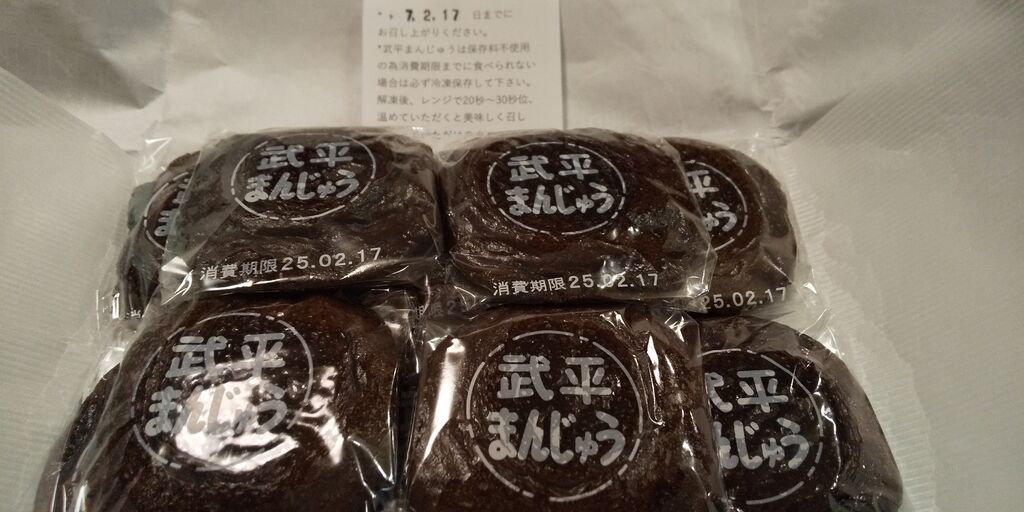 7.2.17 日までに
お召し上がりください。
*武平まんじゅうは保存料不使用
の為消費期限までに食べられない
場合は必ず冷凍保存して下さい。
解凍後、レンジで20秒〜30秒位、
温めていただくと美味しく召し
武平
まんじゅう
消費期限25.02.17
武平
まんじゅう
消費期限25.02.17
武平
じゅう
25.02.17
武平
まんじゅう
武平
まんじゅう
武平
んじゅう